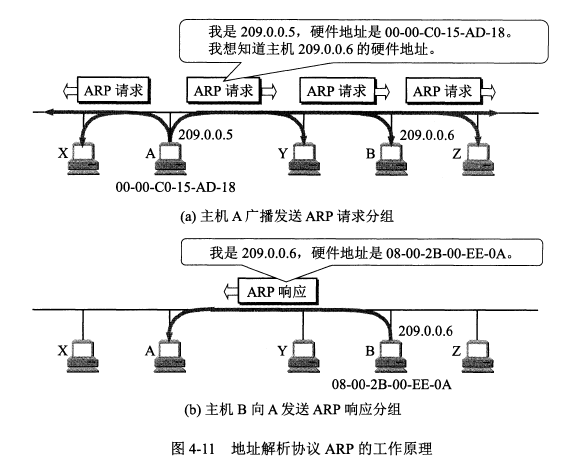 我是 209.0.0.5，硬件地址是 00-00-C0-15-AD-18。
我想知道主机 209.0.0.6 的硬件地址。
ARP 请求
ARP 请求
ARP 请求
ARP 请求
209.0.0.5
209.0.0.6
X
A
Y
B
Z
00-00-C0-15-AD-18
(a) 主机 A 广播发送 ARP 请求分组
我是 209.0.0.6，硬件地址是 08-00-2B-00-EE-0A。
ARP 响应
209.0.0.6
X
A
Y
B
Z
08-00-2B-00-EE-0A
(b) 主机 B 向 A 发送 ARP 响应分组
图 4-11 地址解析协议 ARP 的工作原理